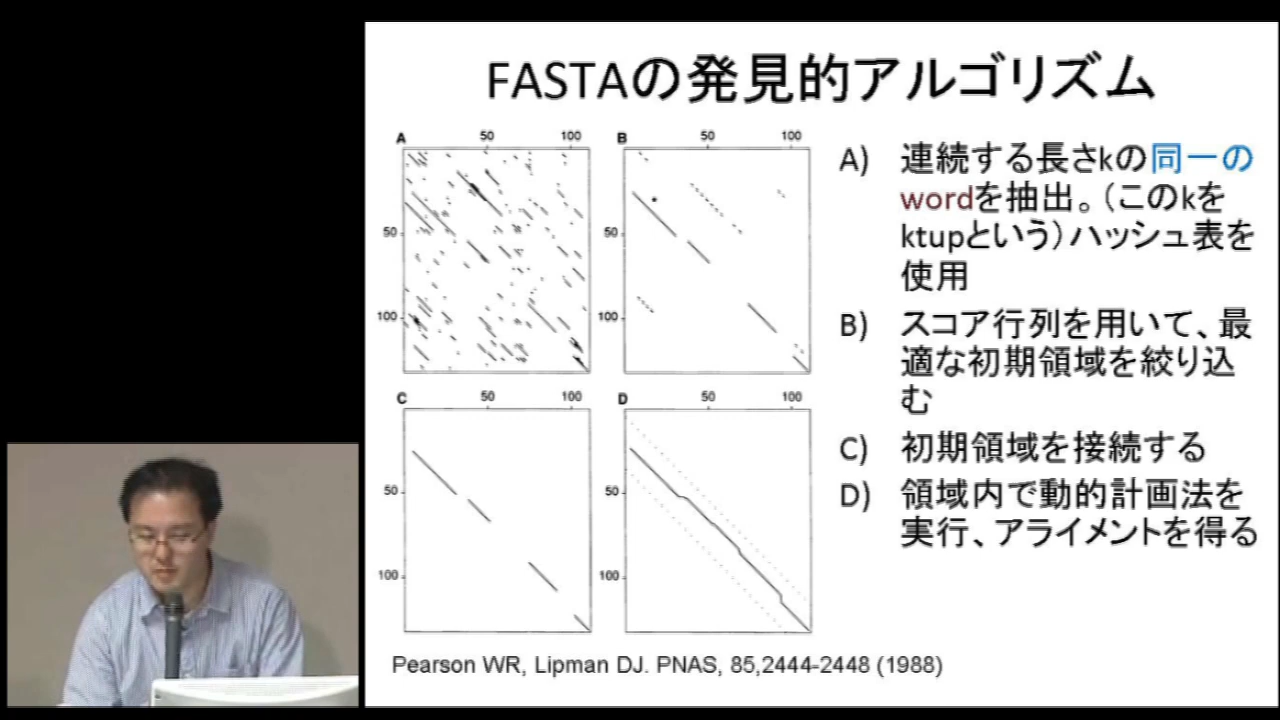 FASTAの発見的アルゴリズム
A 50 100
50
100
B 50 100
50
100
C 50 100
50
100
D 50 100
50
100
A) 連続する長さkの同一の
wordを抽出。(このkを
ktupという)ハッシュ表を
使用
B) スコア行列を用いて、最
適な初期領域を絞り込
む
C) 初期領域を接続する
D) 領域内で動的計画法を
実行、アライメントを得る
Pearson WR, Lipman DJ. PNAS, 85,2444-2448 (1988)